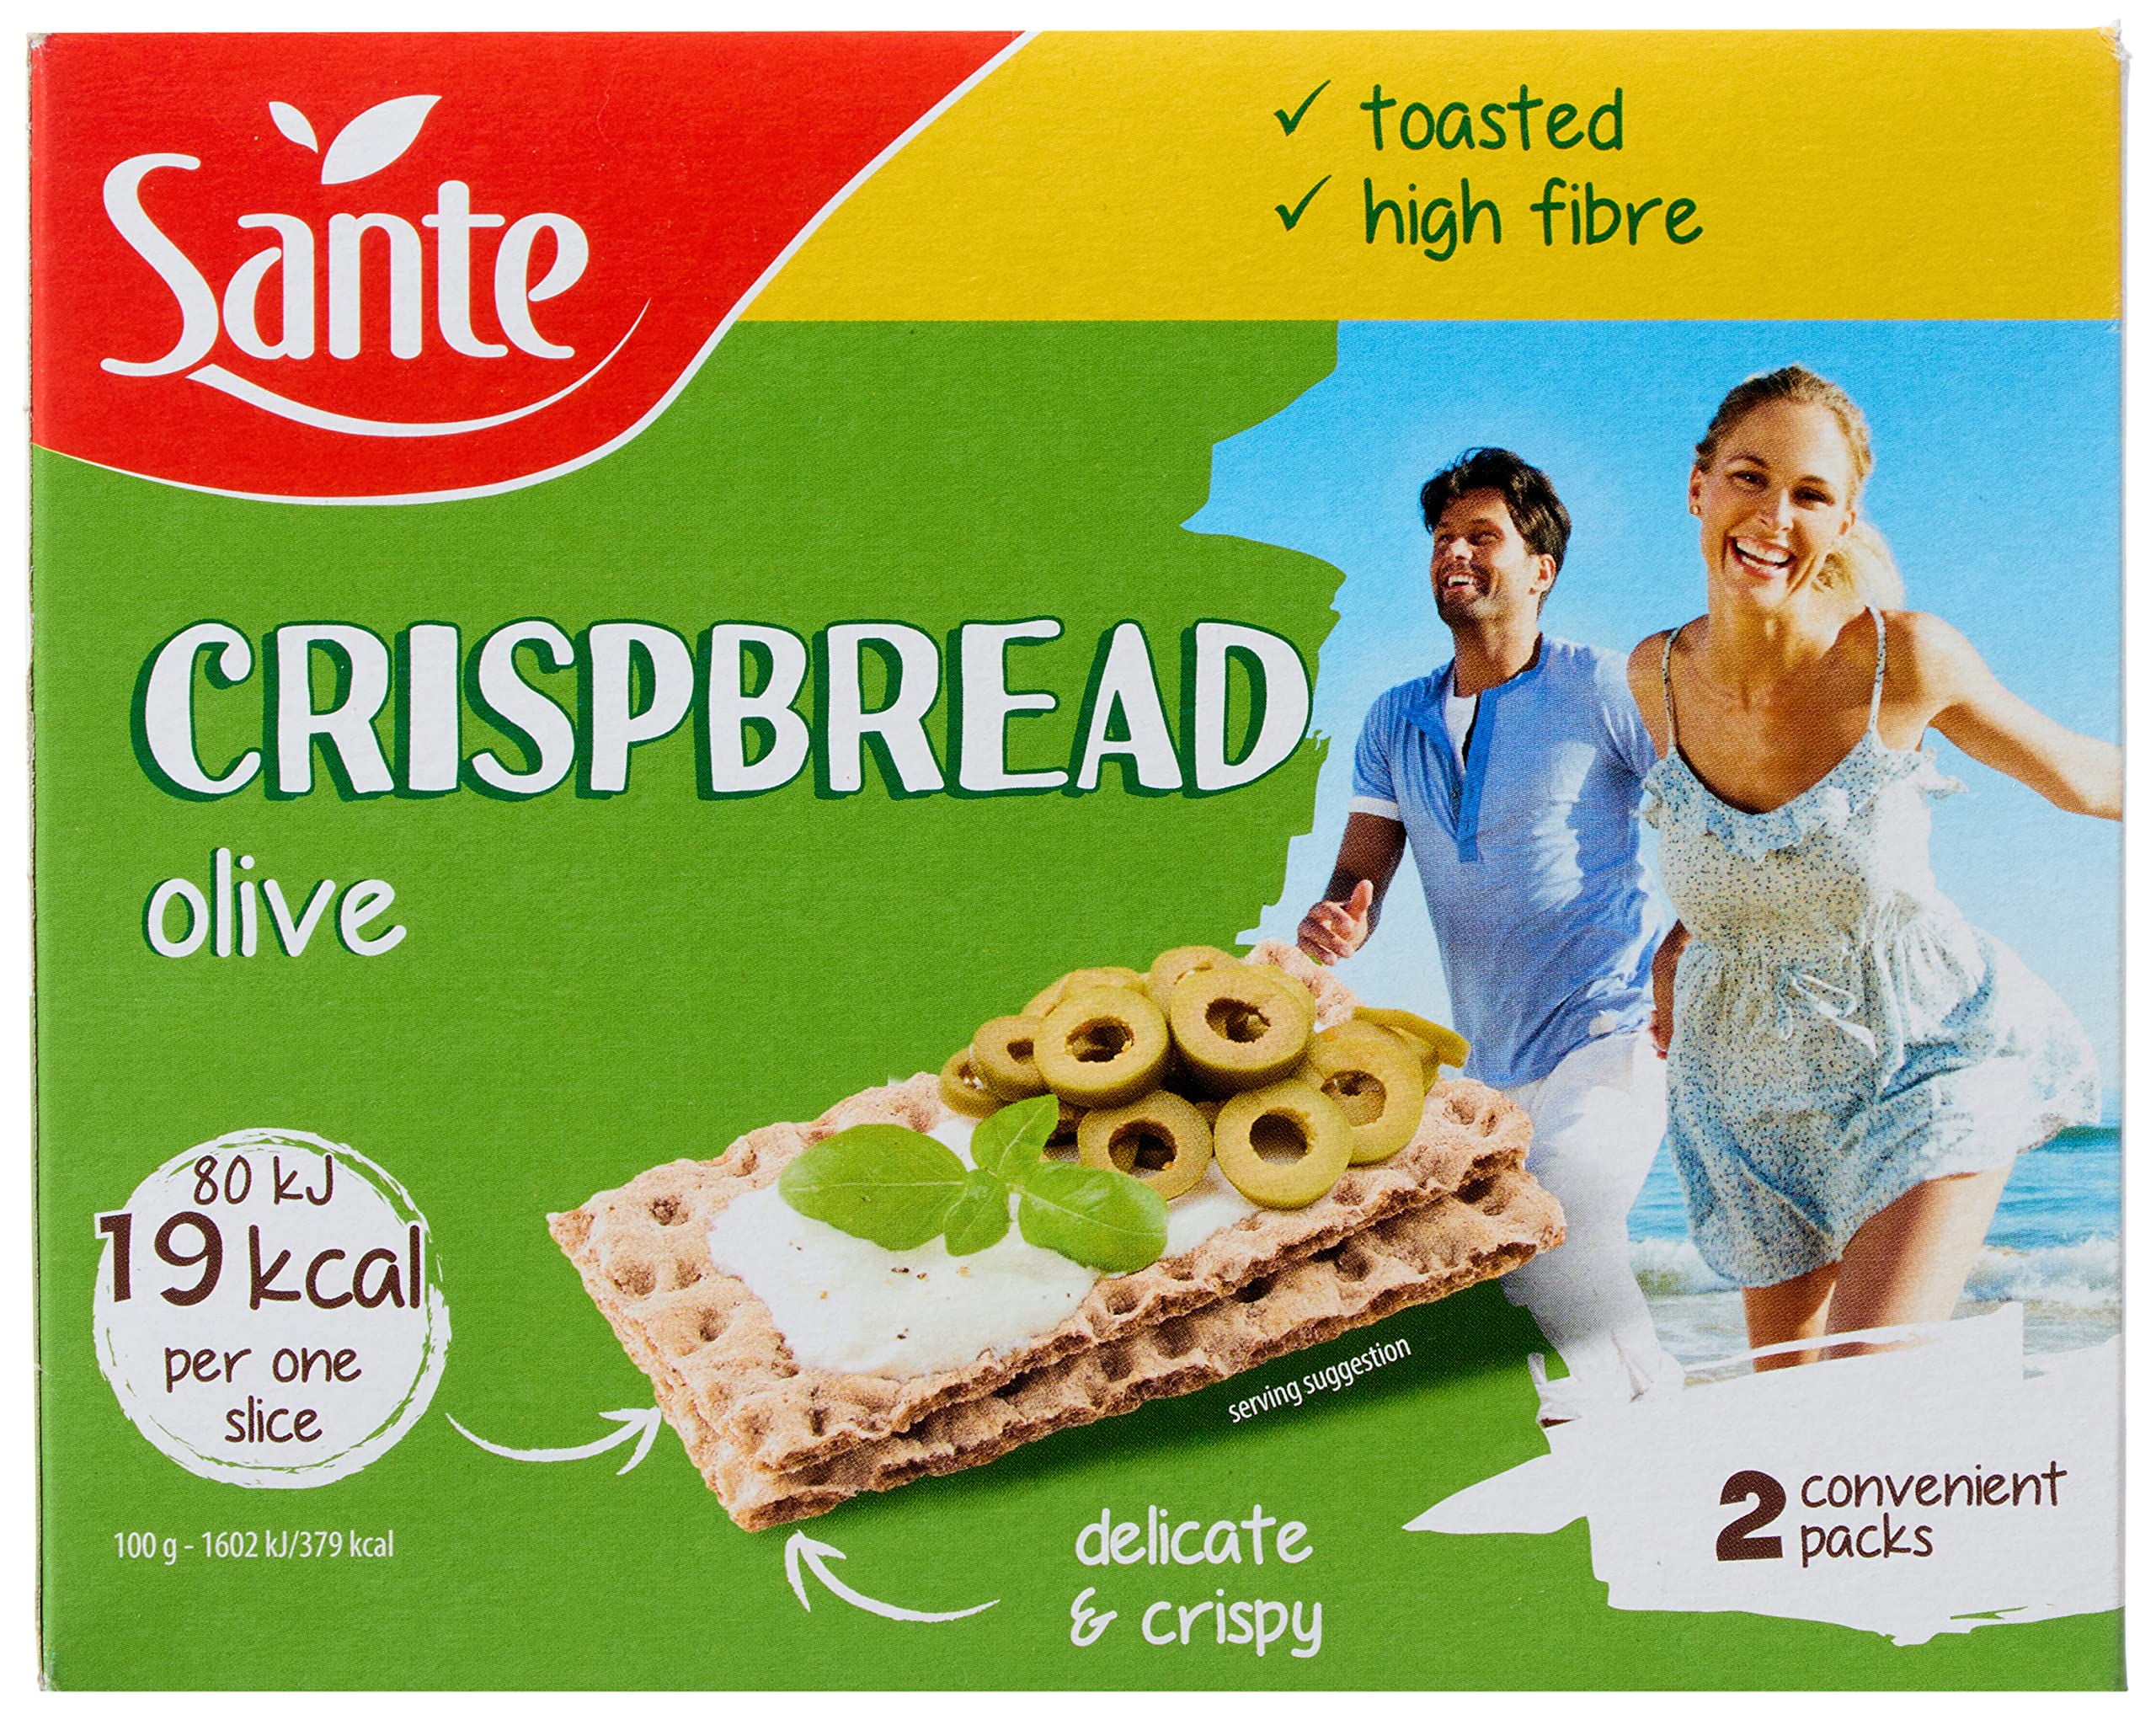 Sante
✓ toasted
✓ high fibre
CRISPBREAD
olive
80 kJ
19 kcal
per one
slice
100 g - 1602 kJ/379 kcal
serving suggestion
delicate
& crispy
2 convenient
packs